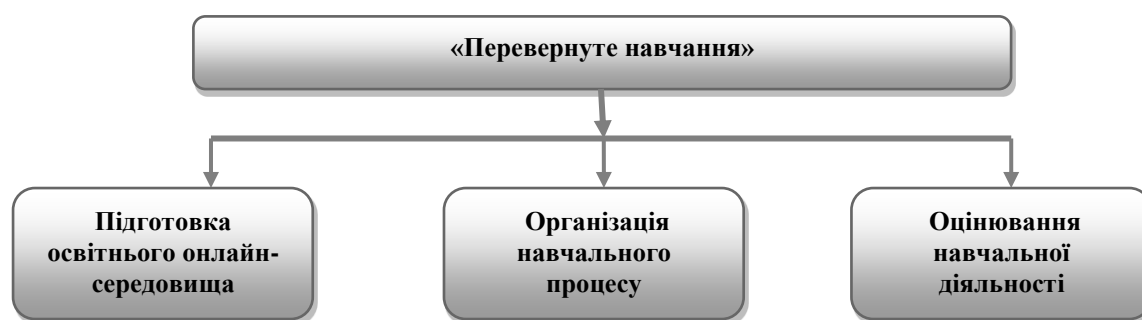 «Перевернуте навчання»
Підготовка
освітнього онлайн-
середовища
Організація
навчального
процесу
Оцінювання
навчальної
діяльності